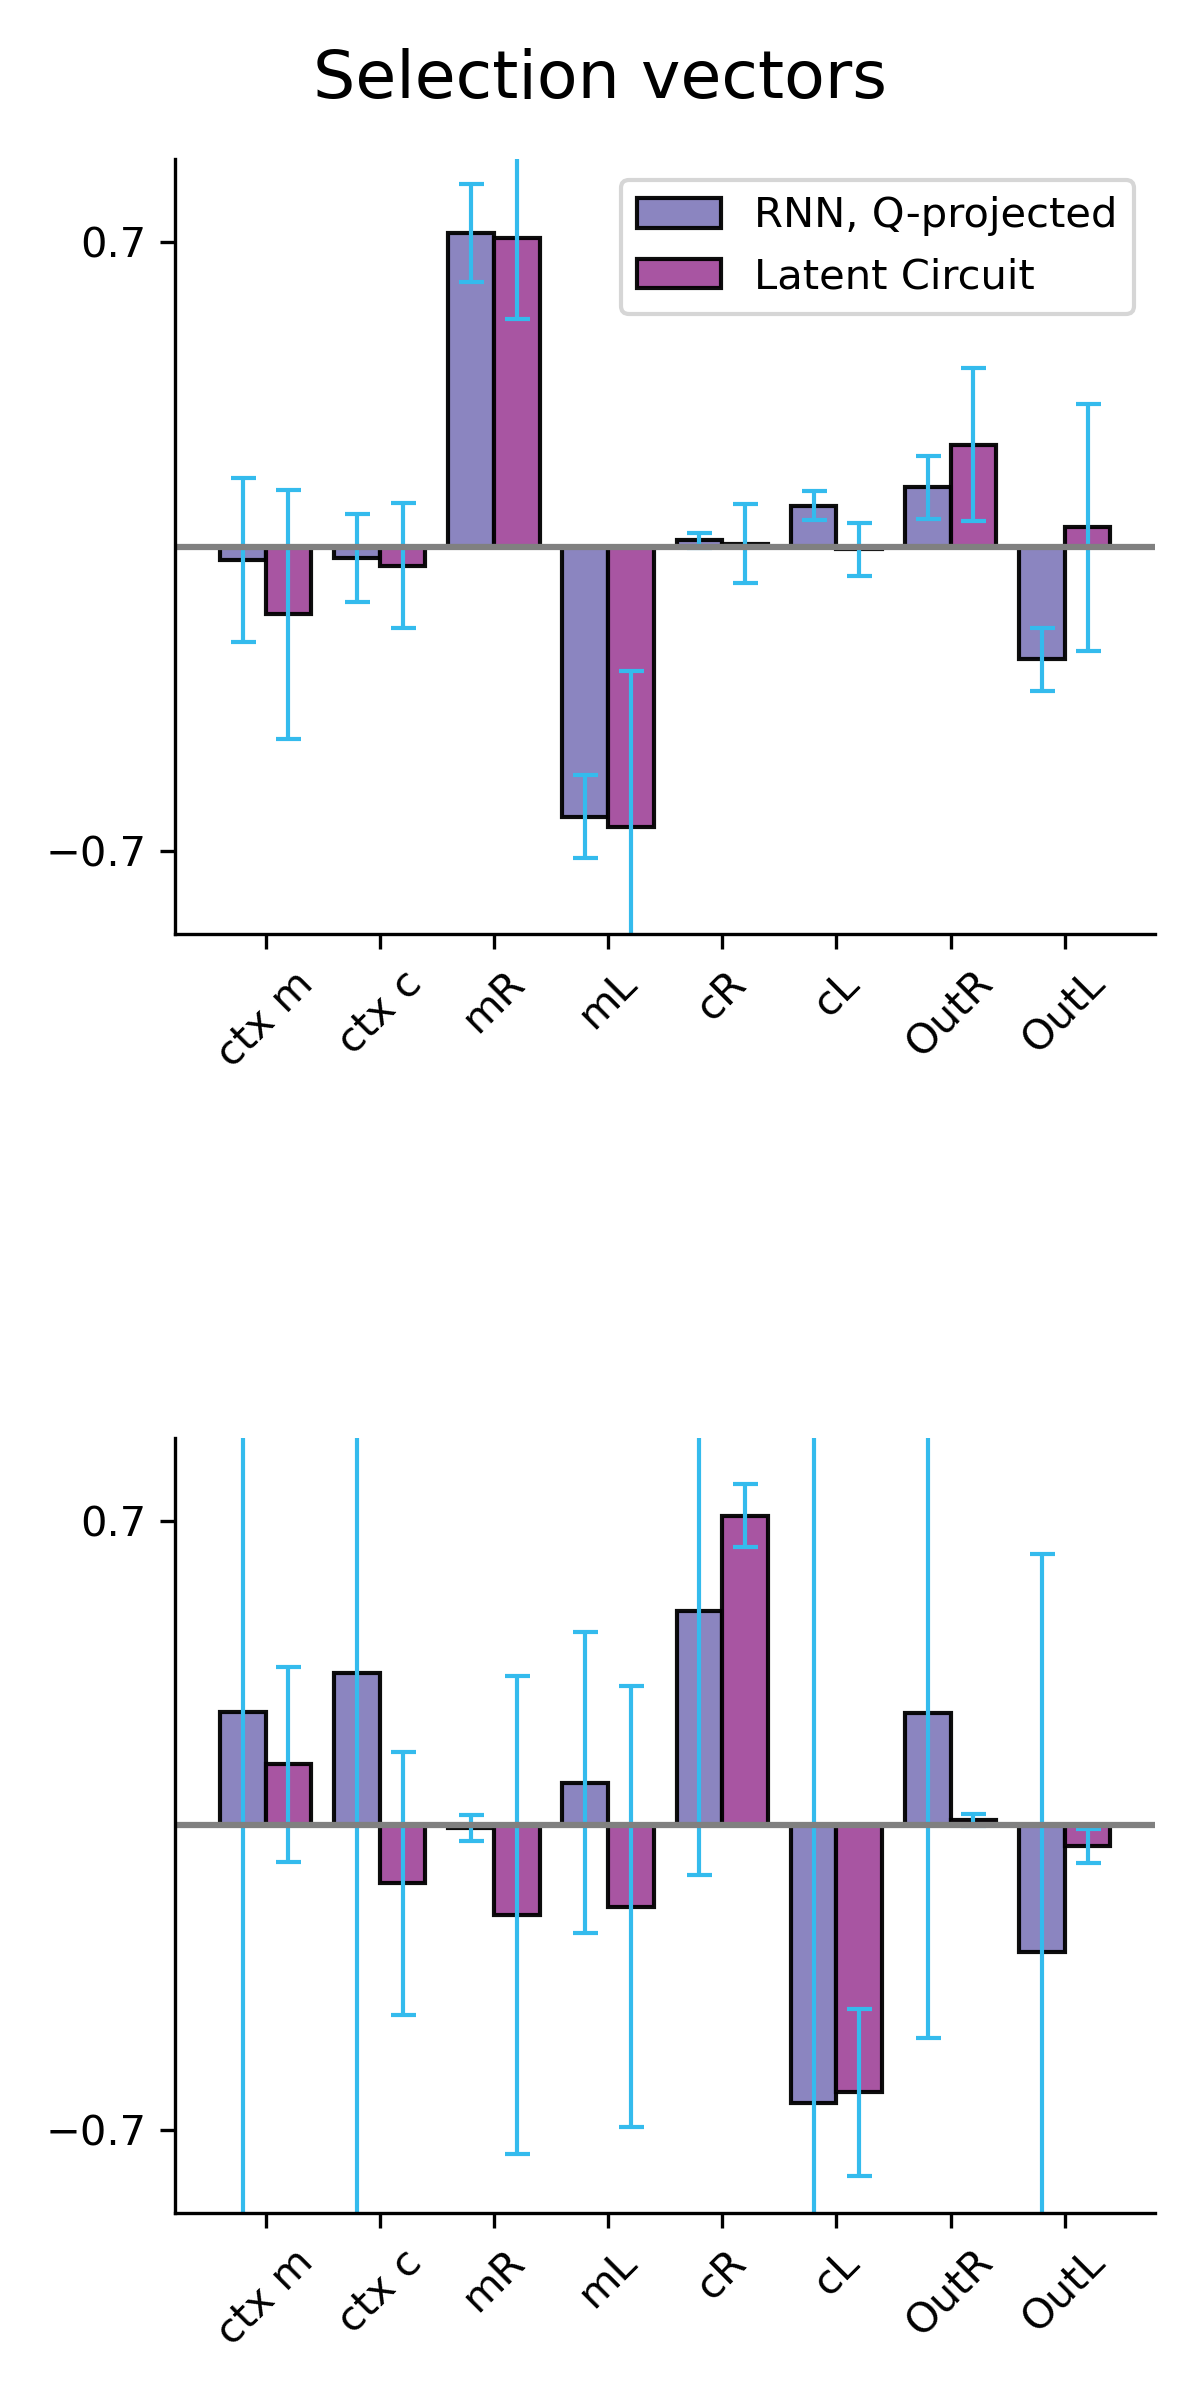 Selection vectors
0.7
−0.7
RNN, Q-projected
Latent Circuit
ctx m
ctx c
mR
mL
cR
cL
OutR
OutL
0.7
−0.7
ctx m
ctx c
mR
mL
cR
cL
OutR
OutL